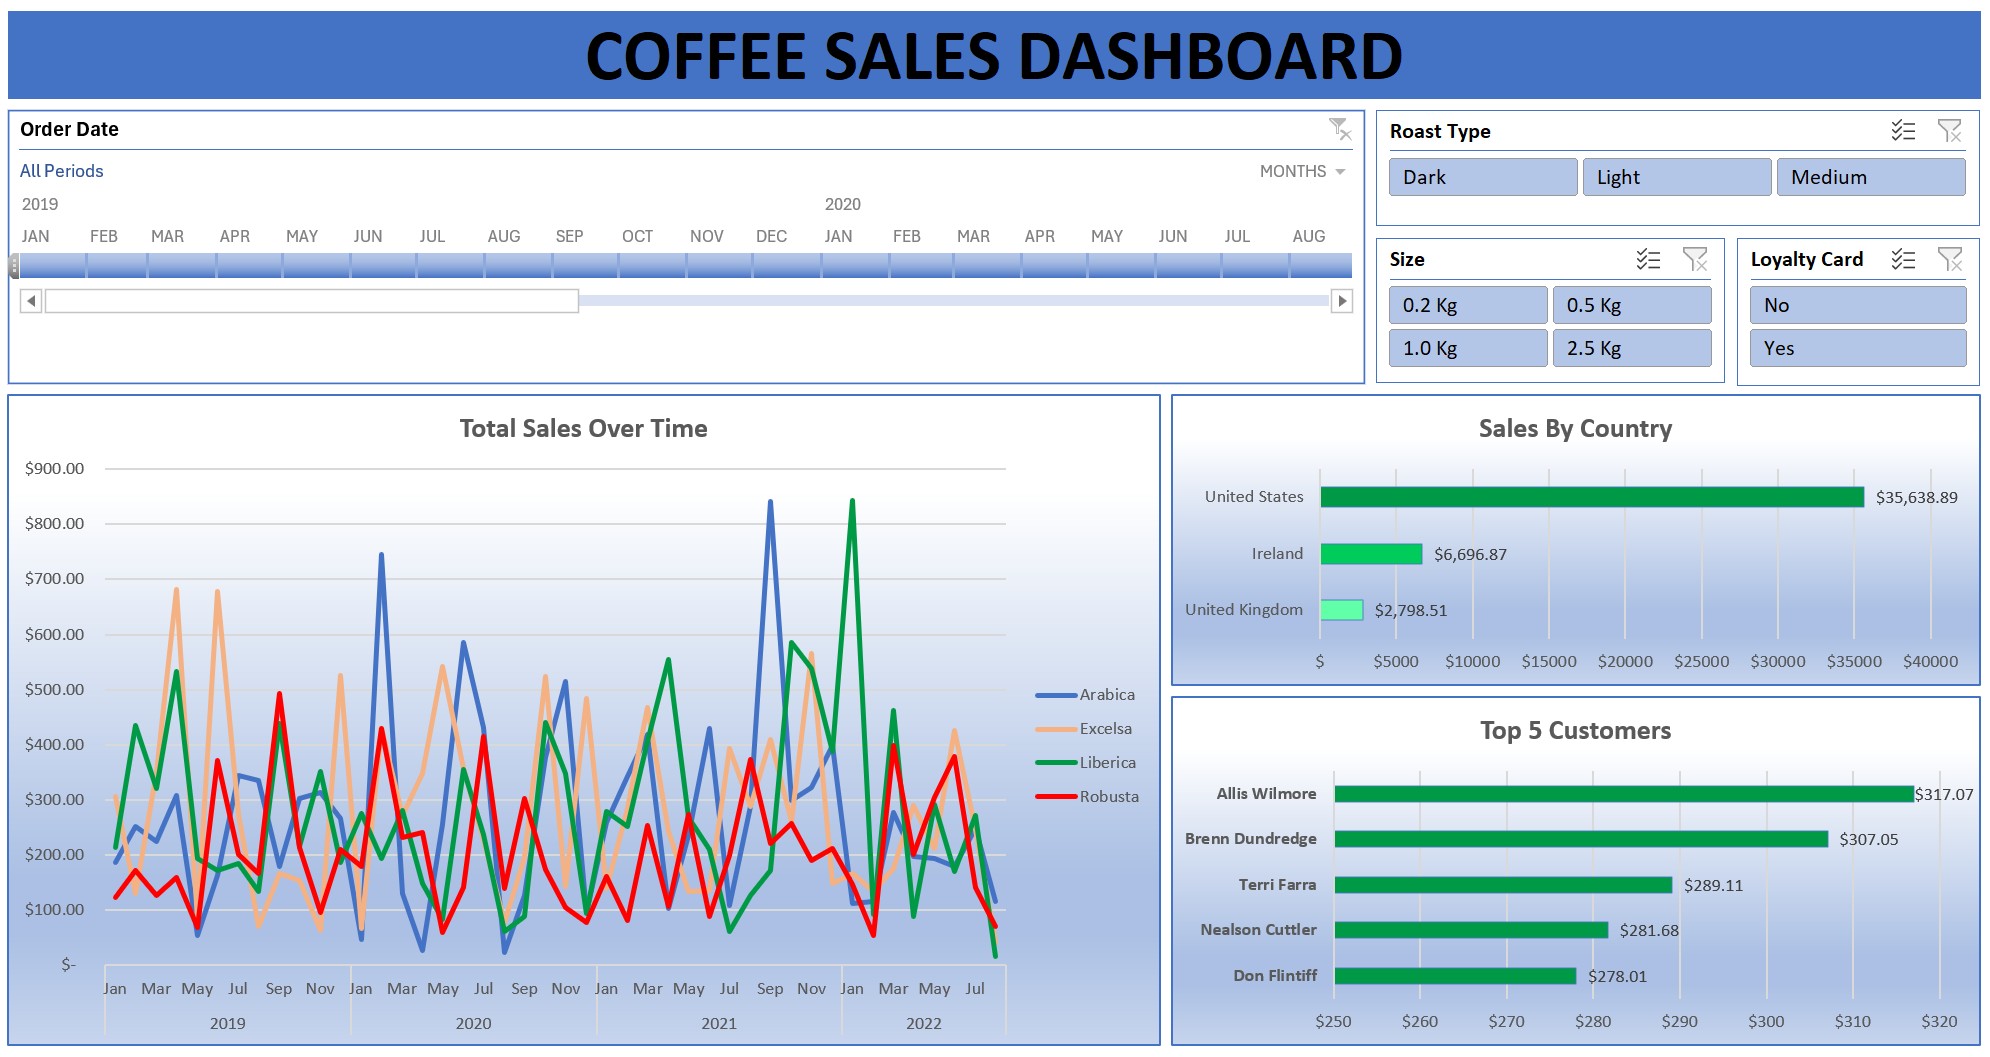 COFFEE SALES DASHBOARD
Order Date
All Periods
MONTHS
2019 2020
JAN FEB MAR APR MAY JUN JUL AUG SEP OCT NOV DEC JAN FEB MAR APR MAY JUN JUL AUG
Roast Type
Dark Light Medium
Size
0.2 Kg 0.5 Kg
1.0 Kg 2.5 Kg
Loyalty Card
No
Yes
Total Sales Over Time
$900.00
$800.00
$700.00
$600.00
$500.00
$400.00
$300.00
$200.00
$100.00
$-
Jan Mar May Jul Sep Nov Jan Mar May Jul Sep Nov Jan Mar May Jul Sep Nov Jan Mar May Jul
2019 2020 2021 2022
Arabica
Excelsa
Liberica
Robusta
Sales By Country
United States $35,638.89
Ireland $6,696.87
United Kingdom $2,798.51
$ $5000 $10000 $15000 $20000 $25000 $30000 $35000 $40000
Top 5 Customers
Allis Wilmore $317.07
Brenn Dundredge $307.05
Terri Farra $289.11
Nealson Cuttler $281.68
Don Flintiff $278.01
$250 $260 $270 $280 $290 $300 $310 $320